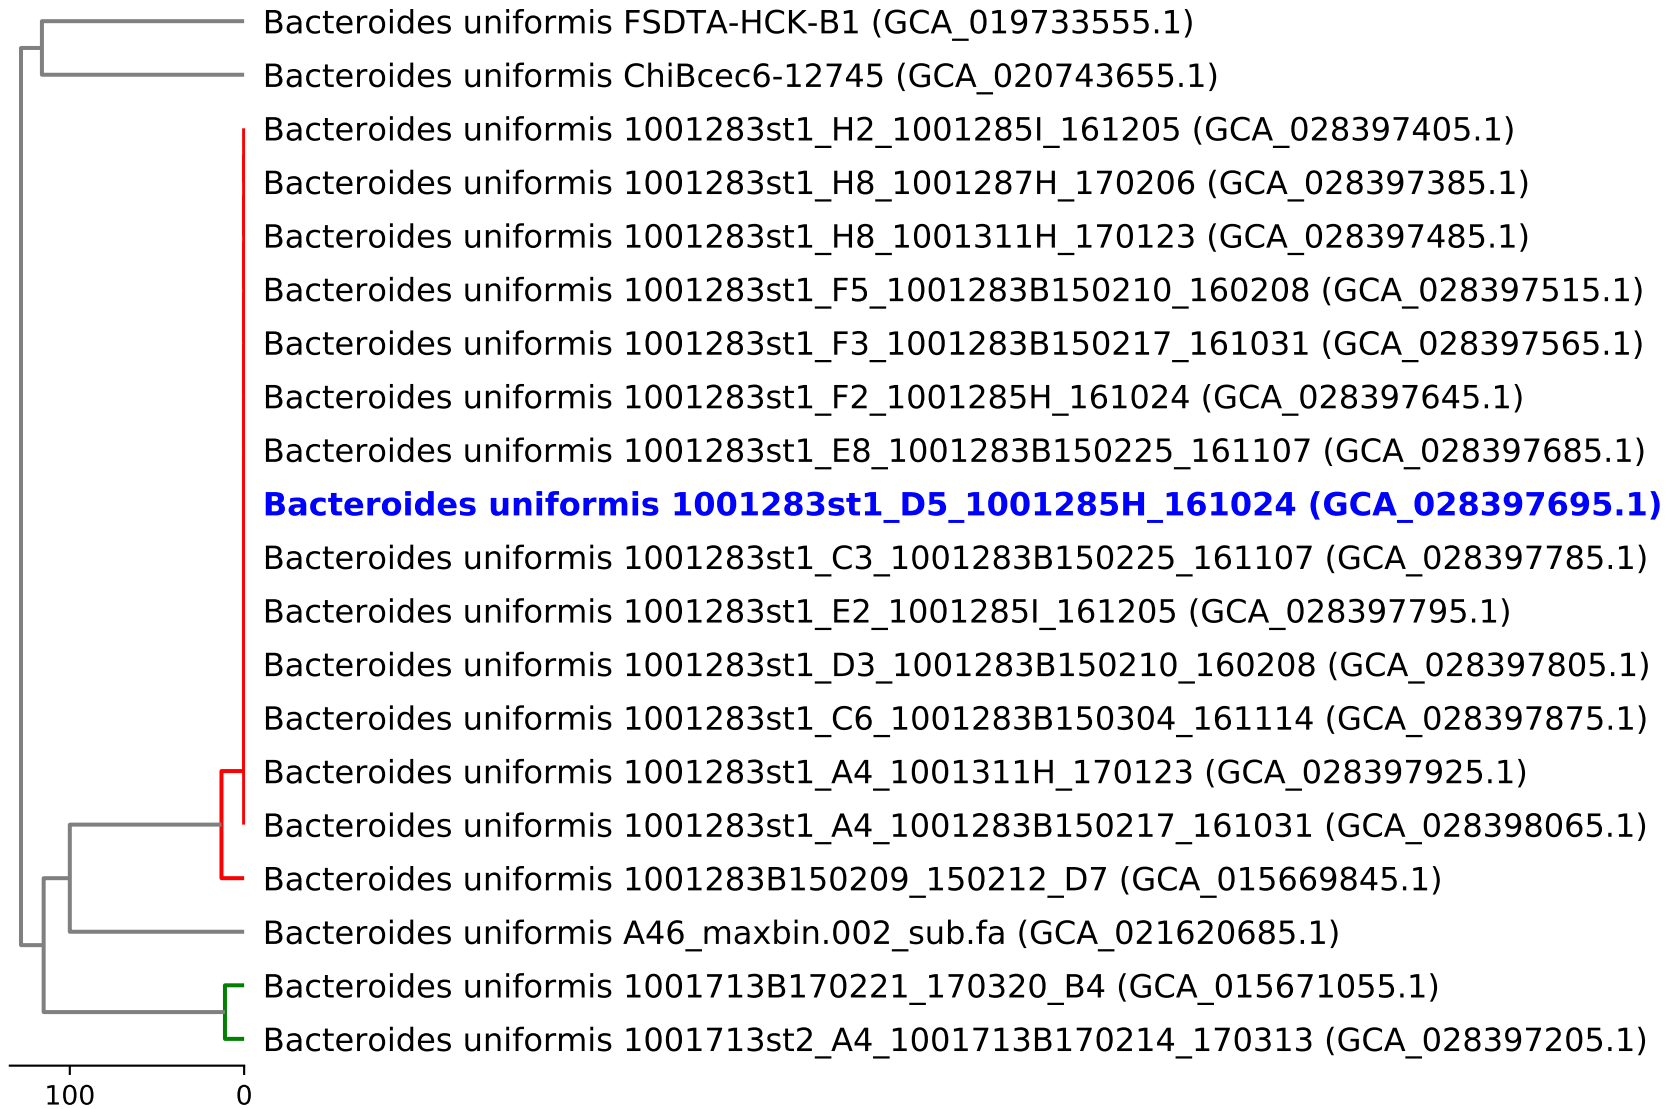 Bacteroides uniformis FSDTA-HCK-B1 (GCA_019733555.1)
Bacteroides uniformis ChiBcec6-12745 (GCA_020743655.1)
Bacteroides uniformis 1001283st1_H2_1001285I_161205 (GCA_028397405.1)
Bacteroides uniformis 1001283st1_H8_1001287H_170206 (GCA_028397385.1)
Bacteroides uniformis 1001283st1_H8_1001311H_170123 (GCA_028397485.1)
Bacteroides uniformis 1001283st1_F5_1001283B150210_160208 (GCA_028397515.1)
Bacteroides uniformis 1001283st1_F3_1001283B150217_161031 (GCA_028397565.1)
Bacteroides uniformis 1001283st1_F2_1001285H_161024 (GCA_028397645.1)
Bacteroides uniformis 1001283st1_E8_1001283B150225_161107 (GCA_028397685.1)
Bacteroides uniformis 1001283st1_D5_1001285H_161024 (GCA_028397695.1)
Bacteroides uniformis 1001283st1_C3_1001283B150225_161107 (GCA_028397785.1)
Bacteroides uniformis 1001283st1_E2_1001285I_161205 (GCA_028397795.1)
Bacteroides uniformis 1001283st1_D3_1001283B150210_160208 (GCA_028397805.1)
Bacteroides uniformis 1001283st1_C6_1001283B150304_161114 (GCA_028397875.1)
Bacteroides uniformis 1001283st1_A4_1001311H_170123 (GCA_028397925.1)
Bacteroides uniformis 1001283st1_A4_1001283B150217_161031 (GCA_028398065.1)
Bacteroides uniformis 1001283B150209_150212_D7 (GCA_015669845.1)
Bacteroides uniformis A46_maxbin.002_sub.fa (GCA_021620685.1)
Bacteroides uniformis 1001713B170221_170320_B4 (GCA_015671055.1)
Bacteroides uniformis 1001713st2_A4_1001713B170214_170313 (GCA_028397205.1)
100 0